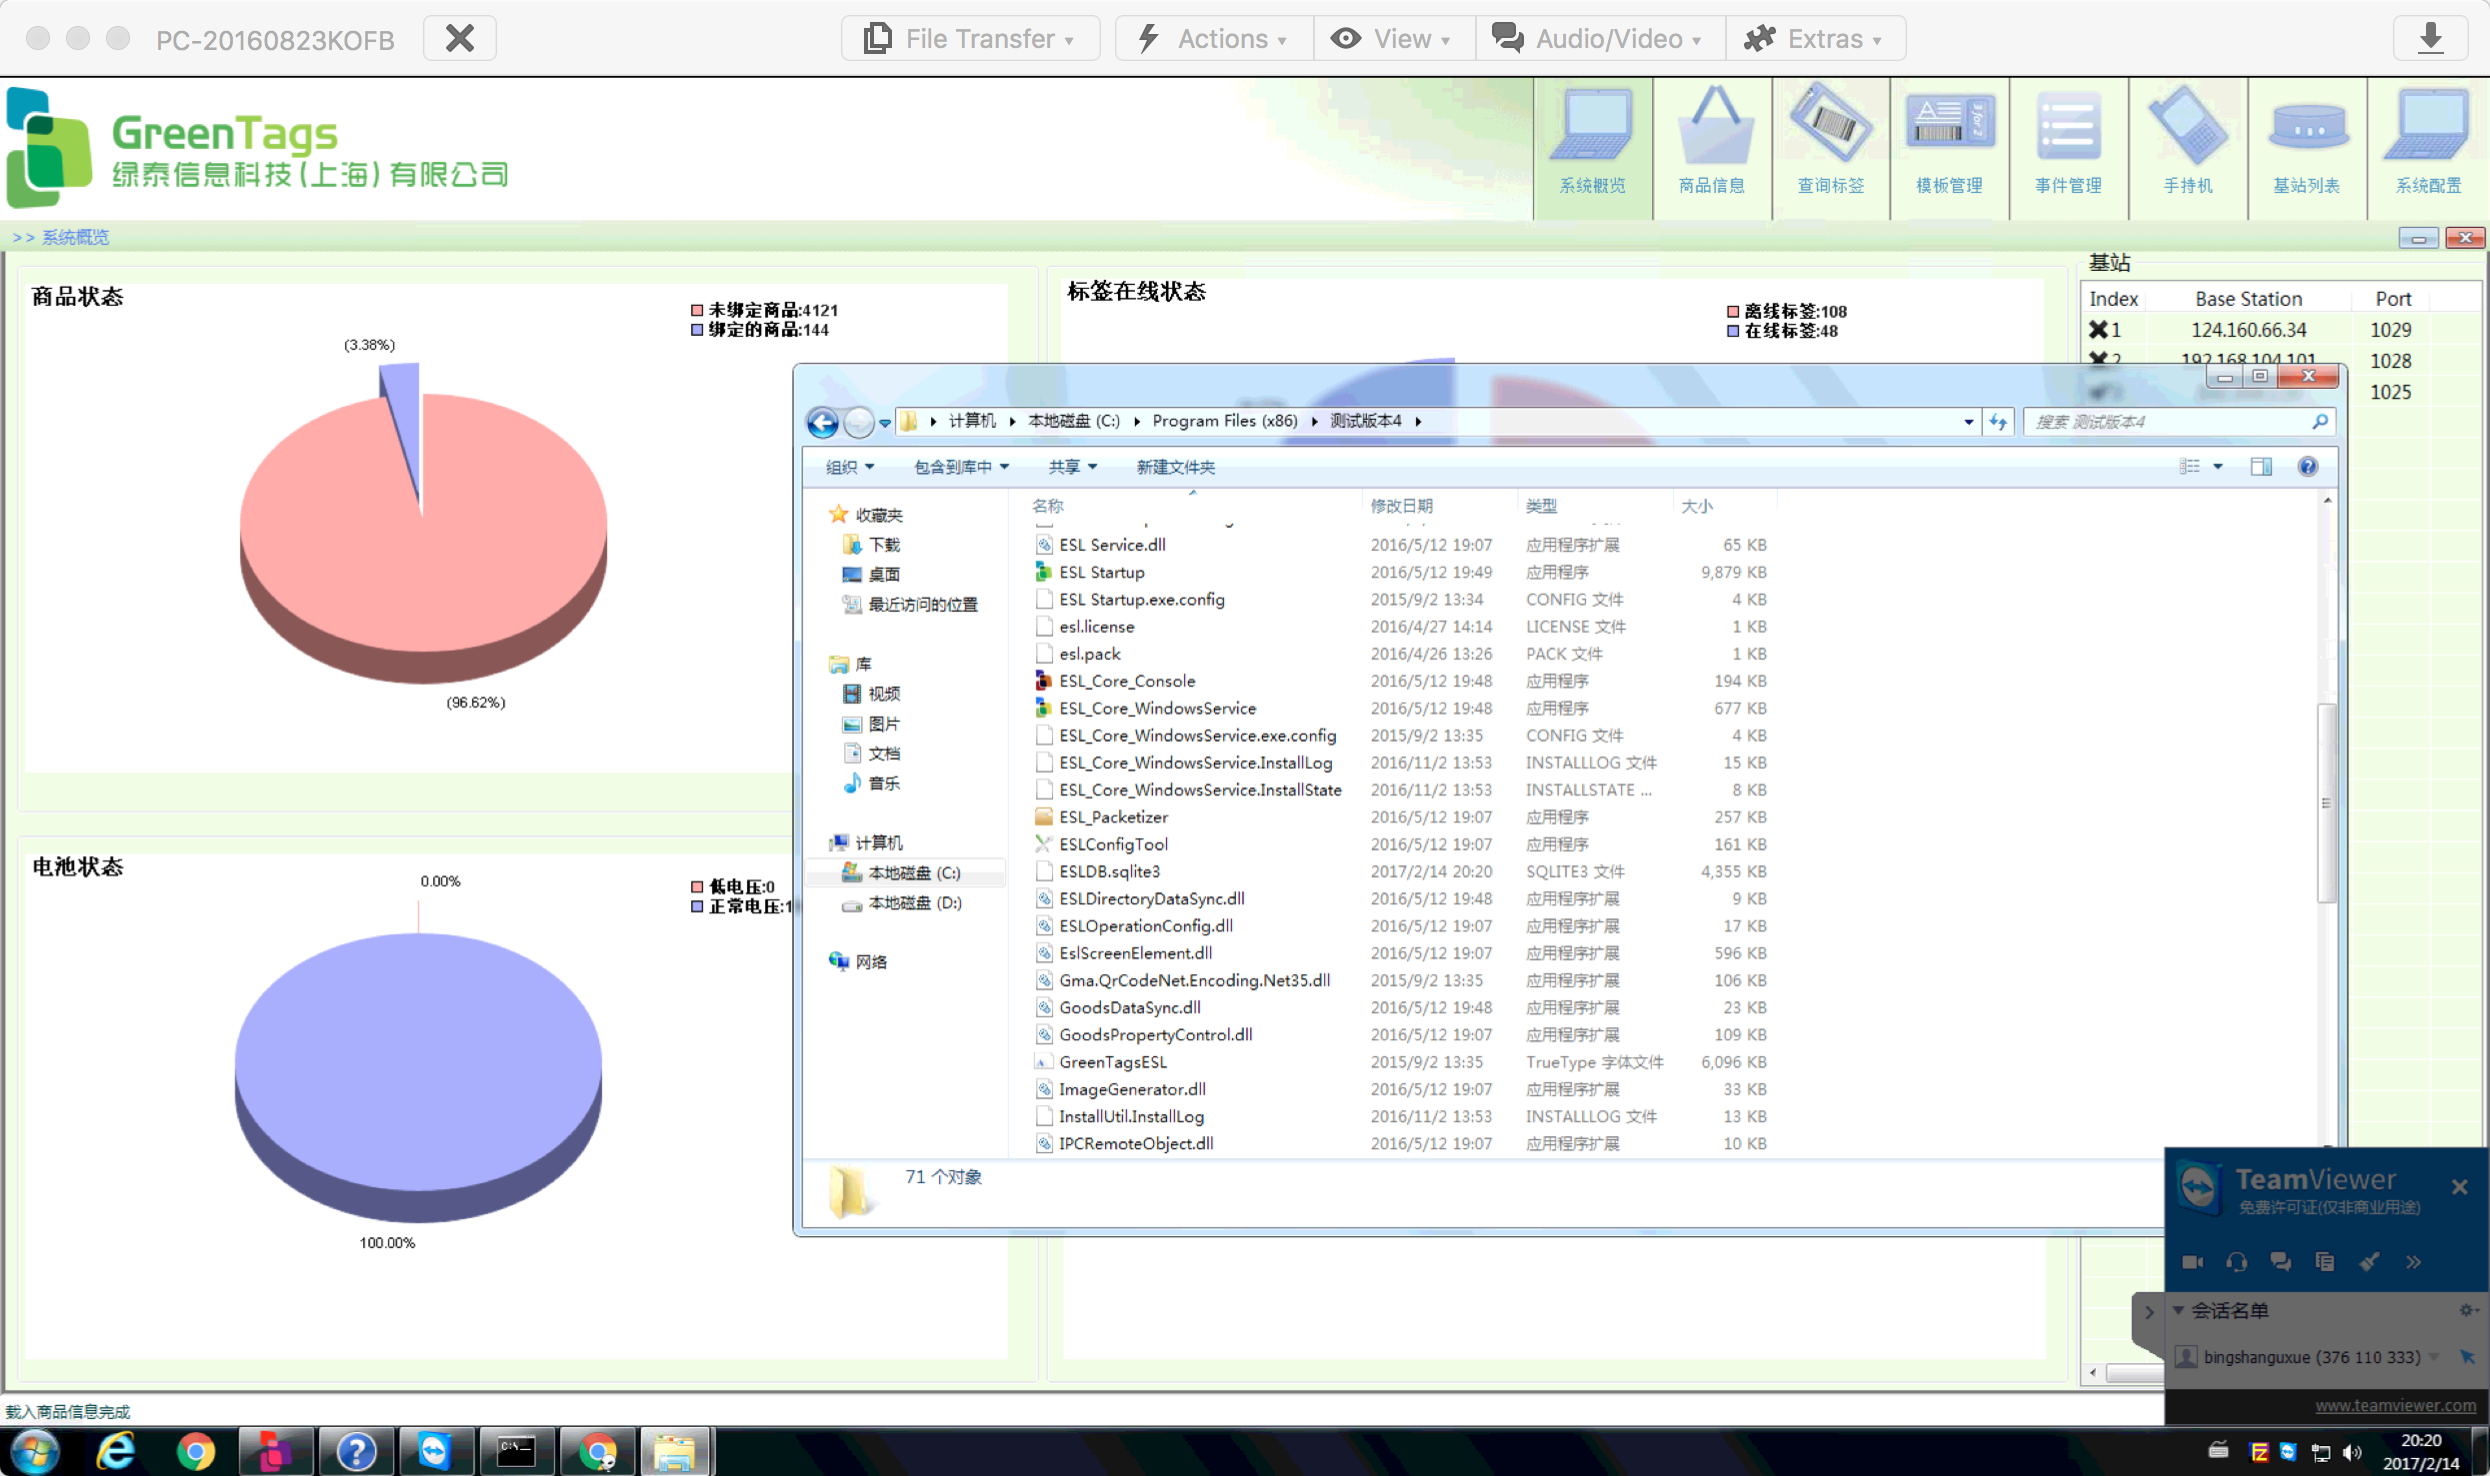 PC-20160823KOFB
File Transfer
Actions
View
Audio/Video
Extras
GreenTags
绿泰信息科技(上海)有限公司
系统概览
商品信息
查询标签
模板管理
事件管理
手持机
基站列表
系统配置
>> 系统概览
商品状态
未绑定商品:4121
绑定的商品:144
(3.38%)
(96.62%)
标签在线状态
离线标签:108
在线标签:48
基站
Index Base Station Port
1 124.160.66.34 1029
2 192.168.104.101 1028
1025
电池状态
低电压:0
正常电压:1
0.00%
100.00%
计算机 本地磁盘 (C:) Program Files (x86) 测试版本4
搜索 测试版本4
组织 包含到库中 共享 新建文件夹
收藏夹
下载
桌面
最近访问的位置
库
视频
图片
文档
音乐
计算机
本地磁盘 (C:)
本地磁盘 (D:)
网络
名称 修改日期 类型 大小
ESL Service.dll 2016/5/12 19:07 应用程序扩展 65 KB
ESL Startup 2016/5/12 19:49 应用程序 9,879 KB
ESL Startup.exe.config 2015/9/2 13:34 CONFIG 文件 4 KB
esl.license 2016/4/27 14:14 LICENSE 文件 1 KB
esl.pack 2016/4/26 13:26 PACK 文件 1 KB
ESL_Core_Console 2016/5/12 19:48 应用程序 194 KB
ESL_Core_WindowsService 2016/5/12 19:48 应用程序 677 KB
ESL_Core_WindowsService.exe.config 2015/9/2 13:35 CONFIG 文件 4 KB
ESL_Core_WindowsService.InstallLog 2016/11/2 13:53 INSTALLLOG 文件 15 KB
ESL_Core_WindowsService.InstallState 2016/11/2 13:53 INSTALLSTATE ... 8 KB
ESL_Packetizer 2016/5/12 19:07 应用程序 257 KB
ESLConfigTool 2016/5/12 19:07 应用程序 161 KB
ESLDB.sqlite3 2017/2/14 20:20 SQLITE3 文件 4,355 KB
ESLDirectoryDataSync.dll 2016/5/12 19:48 应用程序扩展 9 KB
ESLOperationConfig.dll 2016/5/12 19:07 应用程序扩展 17 KB
EslScreenElement.dll 2016/5/12 19:07 应用程序扩展 596 KB
Gma.QrCodeNet.Encoding.Net35.dll 2015/9/2 13:35 应用程序扩展 106 KB
GoodsDataSync.dll 2016/5/12 19:48 应用程序扩展 23 KB
GoodsPropertyControl.dll 2016/5/12 19:07 应用程序扩展 109 KB
GreenTagsESL 2015/9/2 13:35 TrueType 字体文件 6,096 KB
ImageGenerator.dll 2016/5/12 19:07 应用程序扩展 33 KB
InstallUtil.InstallLog 2016/11/2 13:53 INSTALLLOG 文件 13 KB
IPCRemoteObject.dll 2016/5/12 19:07 应用程序扩展 10 KB
71 个对象
TeamViewer
免费许可证(仅非商业用途)
会话名单
bingshanguxue (376 110 333)
www.teamviewer.com
载入商品信息完成
20:20
2017/2/14